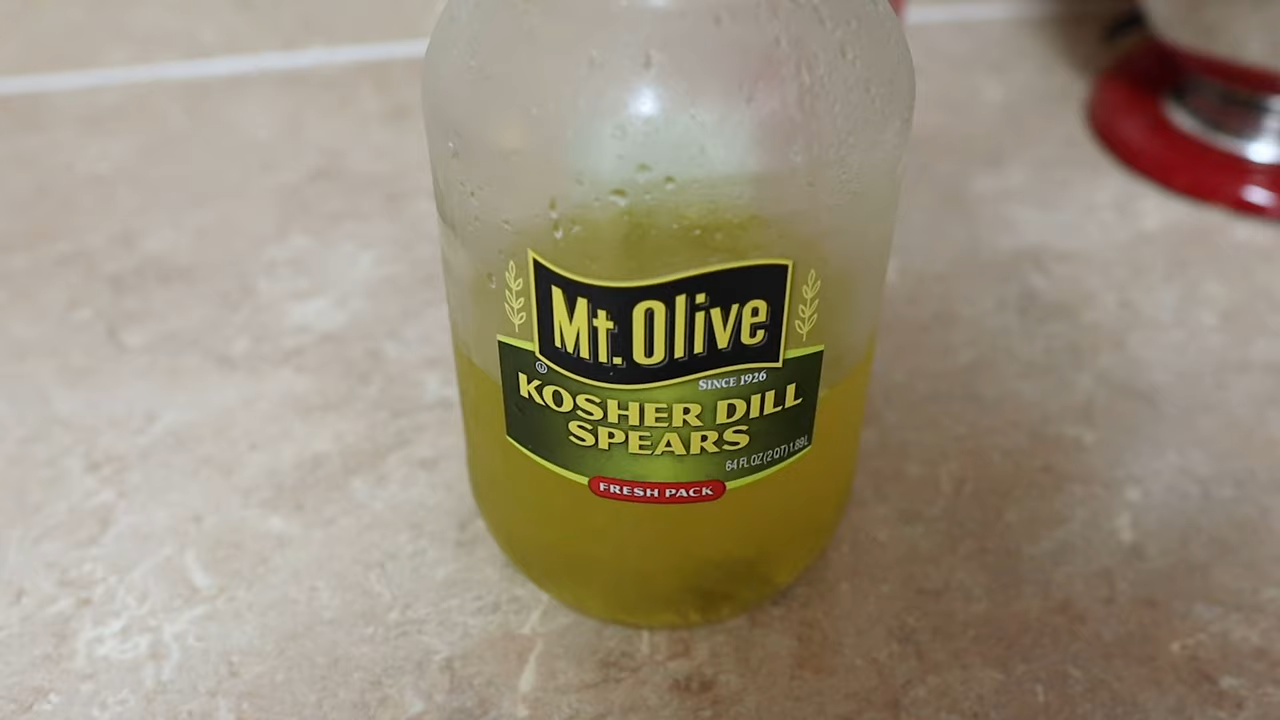 Mt. Olive
SINCE 1926
U
KOSHER DILL
SPEARS
64 FL OZ (2 QT) 1.89L
FRESH PACK